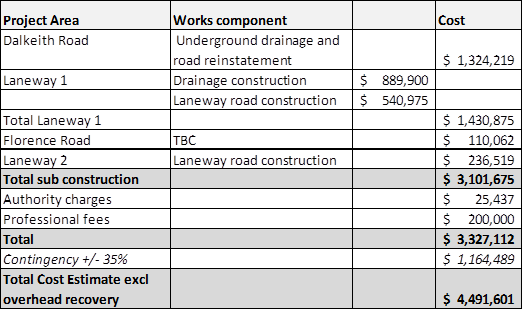 Project Area Works component Cost
Dalkeith Road Underground drainage and
road reinstatement $ 1,324,219
Laneway 1 Drainage construction $ 889,900
Laneway road construction $ 540,975
Total Laneway 1 $ 1,430,875
Florence Road TBC $ 110,062
Laneway 2 Laneway road construction $ 236,519
Total sub construction $ 3,101,675
Authority charges $ 25,437
Professional fees $ 200,000
Total $ 3,327,112
Contingency +/- 35% $ 1,164,489
Total Cost Estimate excl
overhead recovery $ 4,491,601